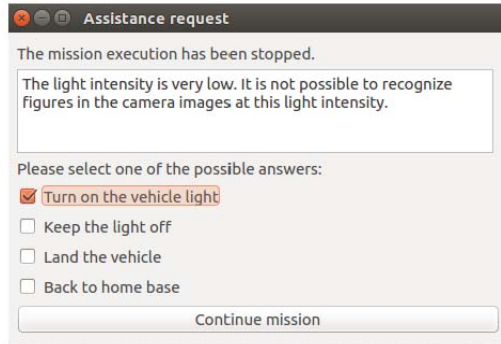 Assistance request
The mission execution has been stopped.
The light intensity is very low. It is not possible to recognize
figures in the camera images at this light intensity.
Please select one of the possible answers:
Turn on the vehicle light
Keep the light off
Land the vehicle
Back to home base
Continue mission